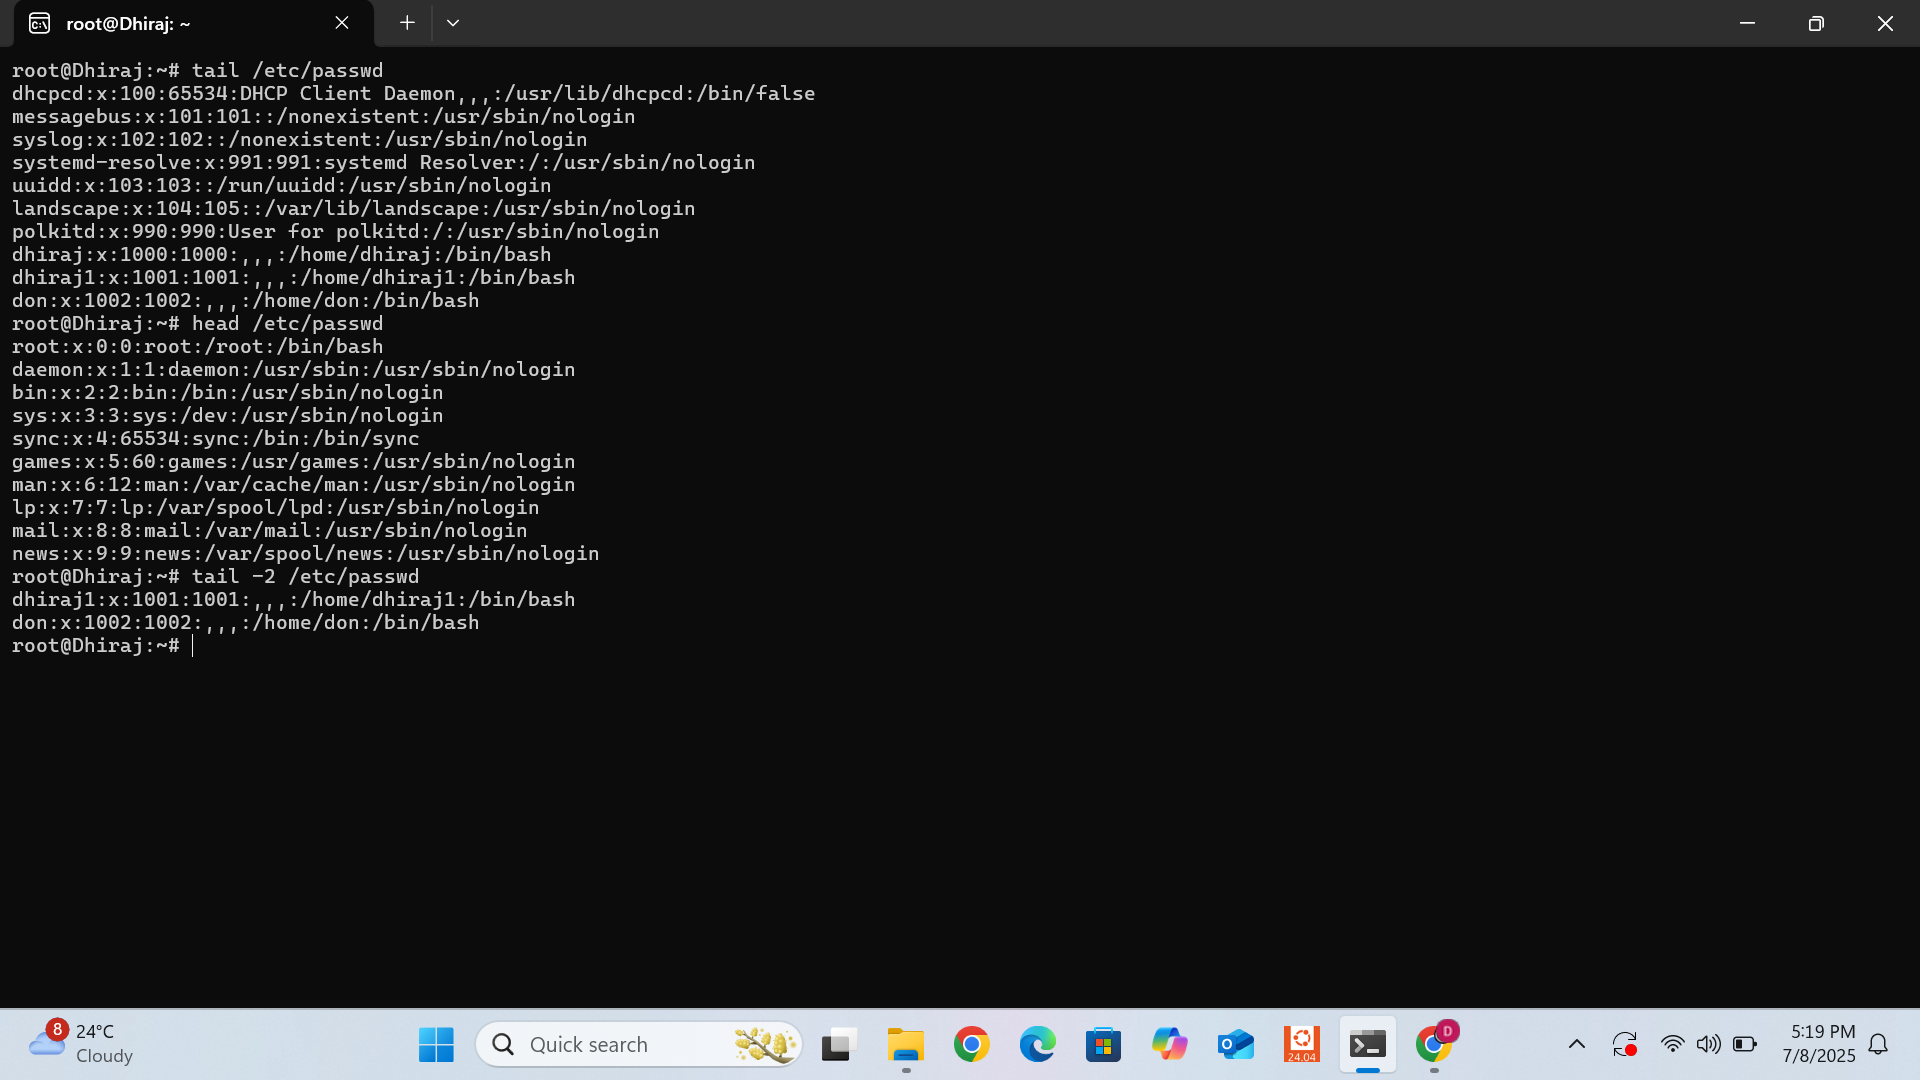 root@Dhiraj: ~
root@Dhiraj:~# tail /etc/passwd
dhcpcd:x:100:65534:DHCP Client Daemon,,,:/usr/lib/dhcpcd:/bin/false
messagebus:x:101:101::/nonexistent:/usr/sbin/nologin
syslog:x:102:102::/nonexistent:/usr/sbin/nologin
systemd-resolve:x:991:991:systemd Resolver:/:/usr/sbin/nologin
uuidd:x:103:103::/run/uuidd:/usr/sbin/nologin
landscape:x:104:105::/var/lib/landscape:/usr/sbin/nologin
polkitd:x:990:990:User for polkitd:/:/usr/sbin/nologin
dhiraj:x:1000:1000:,,,:/home/dhiraj:/bin/bash
dhiraj1:x:1001:1001:,,,:/home/dhiraj1:/bin/bash
don:x:1002:1002:,,,:/home/don:/bin/bash
root@Dhiraj:~# head /etc/passwd
root:x:0:0:root:/root:/bin/bash
daemon:x:1:1:daemon:/usr/sbin:/usr/sbin/nologin
bin:x:2:2:bin:/bin:/usr/sbin/nologin
sys:x:3:3:sys:/dev:/usr/sbin/nologin
sync:x:4:65534:sync:/bin:/bin/sync
games:x:5:60:games:/usr/games:/usr/sbin/nologin
man:x:6:12:man:/var/cache/man:/usr/sbin/nologin
lp:x:7:7:lp:/var/spool/lpd:/usr/sbin/nologin
mail:x:8:8:mail:/var/mail:/usr/sbin/nologin
news:x:9:9:news:/var/spool/news:/usr/sbin/nologin
root@Dhiraj:~# tail -2 /etc/passwd
dhiraj1:x:1001:1001:,,,:/home/dhiraj1:/bin/bash
don:x:1002:1002:,,,:/home/don:/bin/bash
root@Dhiraj:~#
8
24°C
Cloudy
Quick search
24.04
D
5:19 PM
7/8/2025